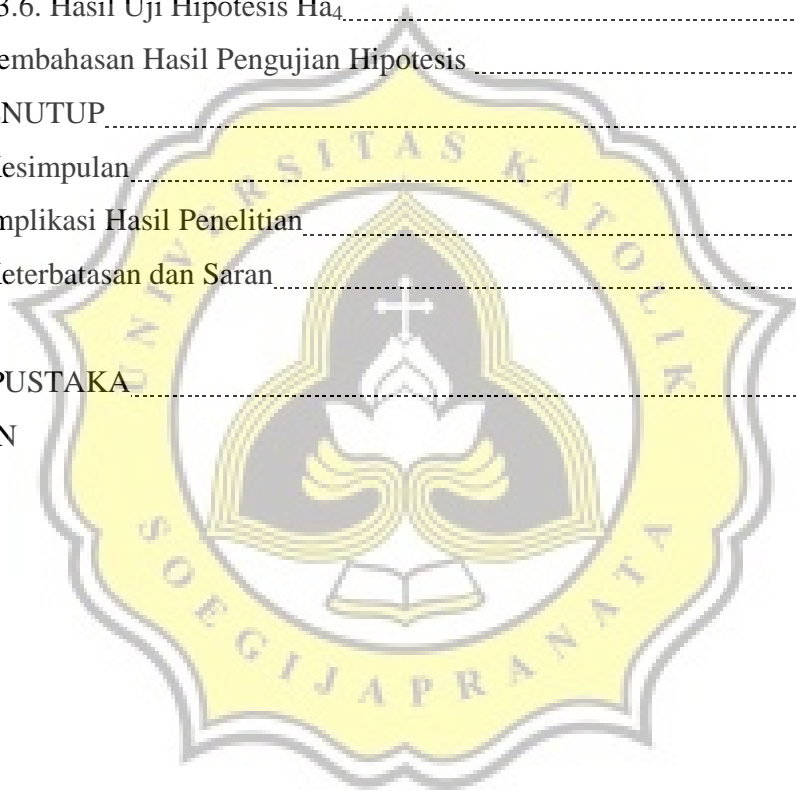 3.6. Hasil Uji Hipotesis Ha4
embahasan Hasil Pengujian Hipotesis
NUTUP
esimpulan
mplikasi Hasil Penelitian
eterbatasan dan Saran
PUSTAKA
N
UNIVERSITAS KATOLIK
SOEGIJAPRANATA